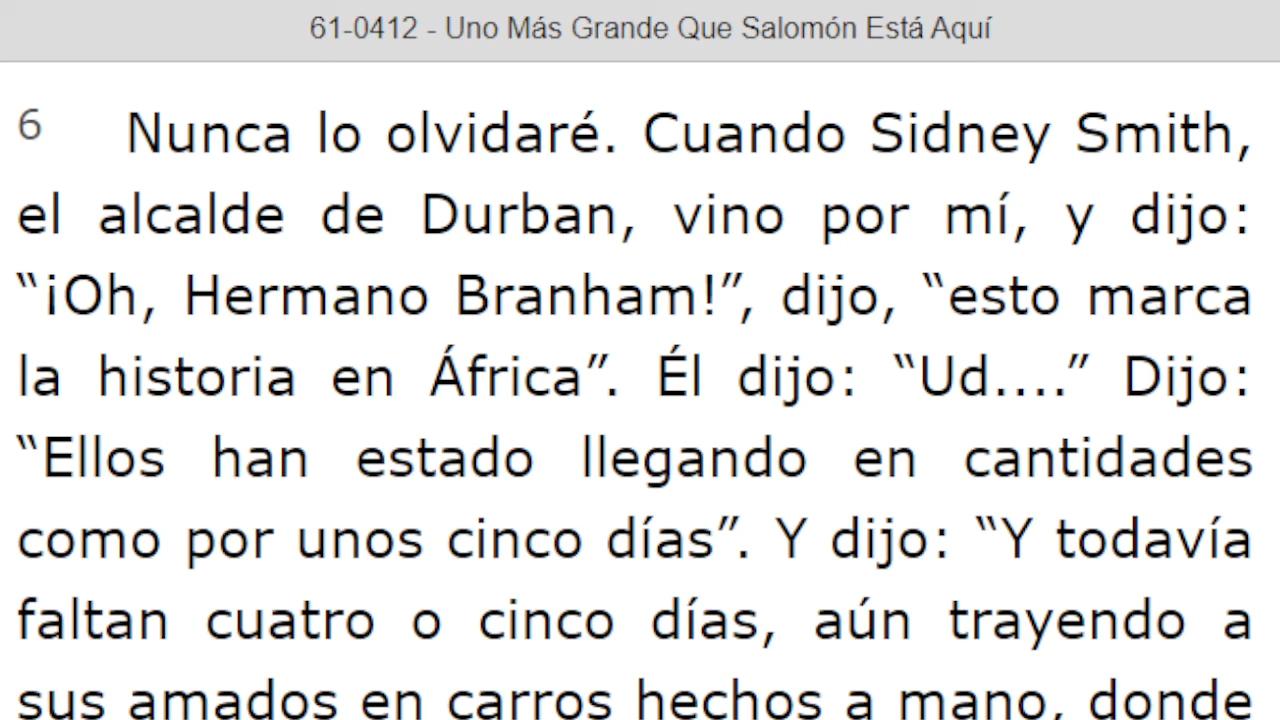 61-0412 - Uno Más Grande Que Salomón Está Aquí
6 Nunca lo olvidaré. Cuando Sidney Smith,
el alcalde de Durban, vino por mí, y dijo:
“¡Oh, Hermano Branham!”, dijo, “esto marca
la historia en África”. Él dijo: “Ud....” Dijo:
“Ellos han estado llegando en cantidades
como por unos cinco días”. Y dijo: “Y todavía
faltan cuatro o cinco días, aún trayendo a
sus amados en carros hechos a mano, donde